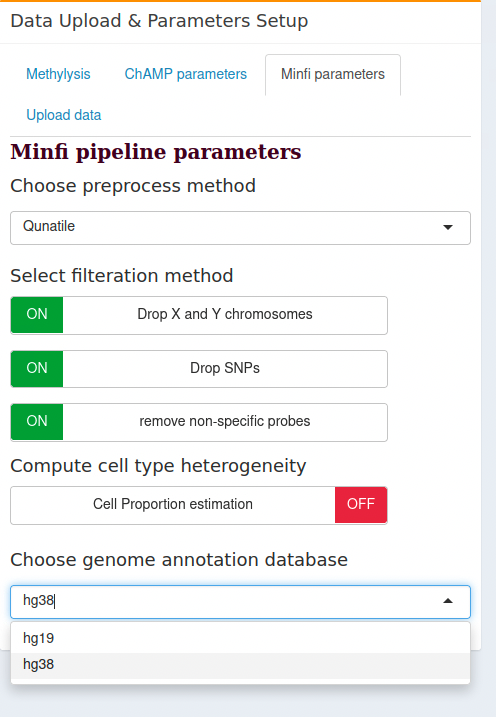 Data Upload & Parameters Setup
Methylysis ChAMP parameters Minfi parameters
Upload data
Minfi pipeline parameters
Choose preprocess method
Qunatile
Select filteration method
ON Drop X and Y chromosomes
ON Drop SNPs
ON remove non-specific probes
Compute cell type heterogeneity
Cell Proportion estimation OFF
Choose genome annotation database
hg38
hg19
hg38